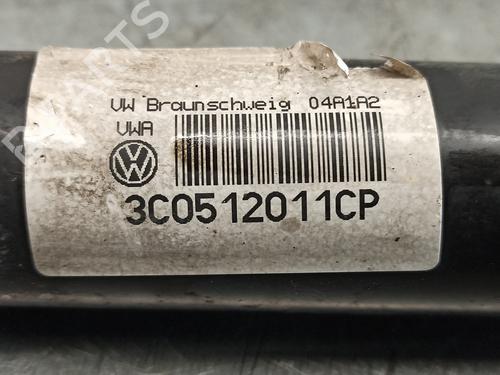 VW Braunschweig 04A1A2
VWA
3C0512011CP